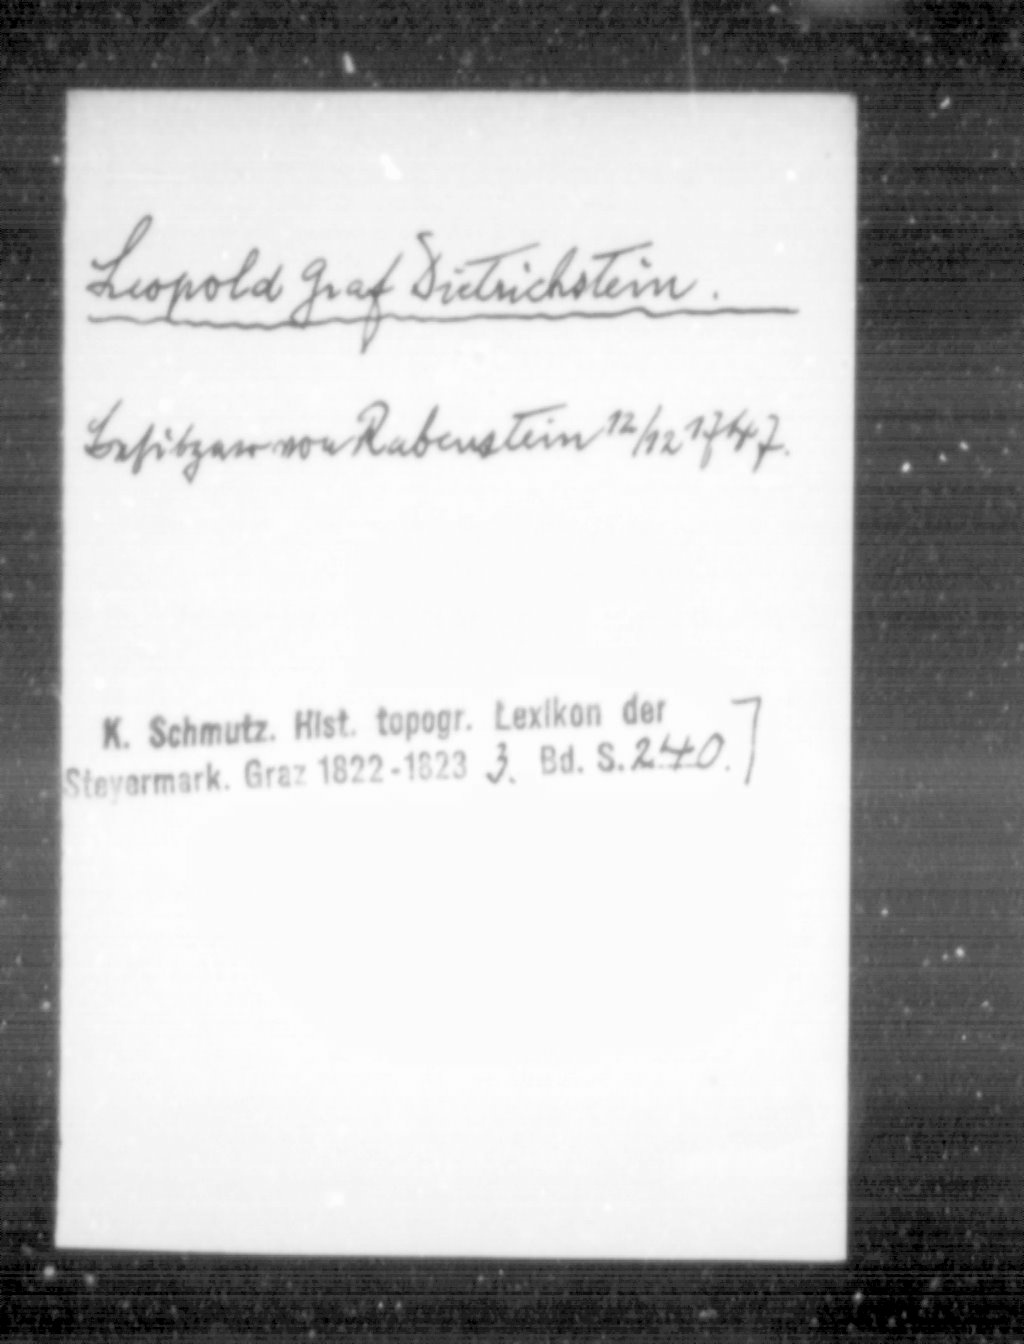 Leopold Graf Dietrichstein.
Besitzer von Rabenstein 12/12 1747.
K. Schmutz. Hist. topogr. Lexikon der
Steyermark. Graz 1822-1823 3. Bd. S. 240.]